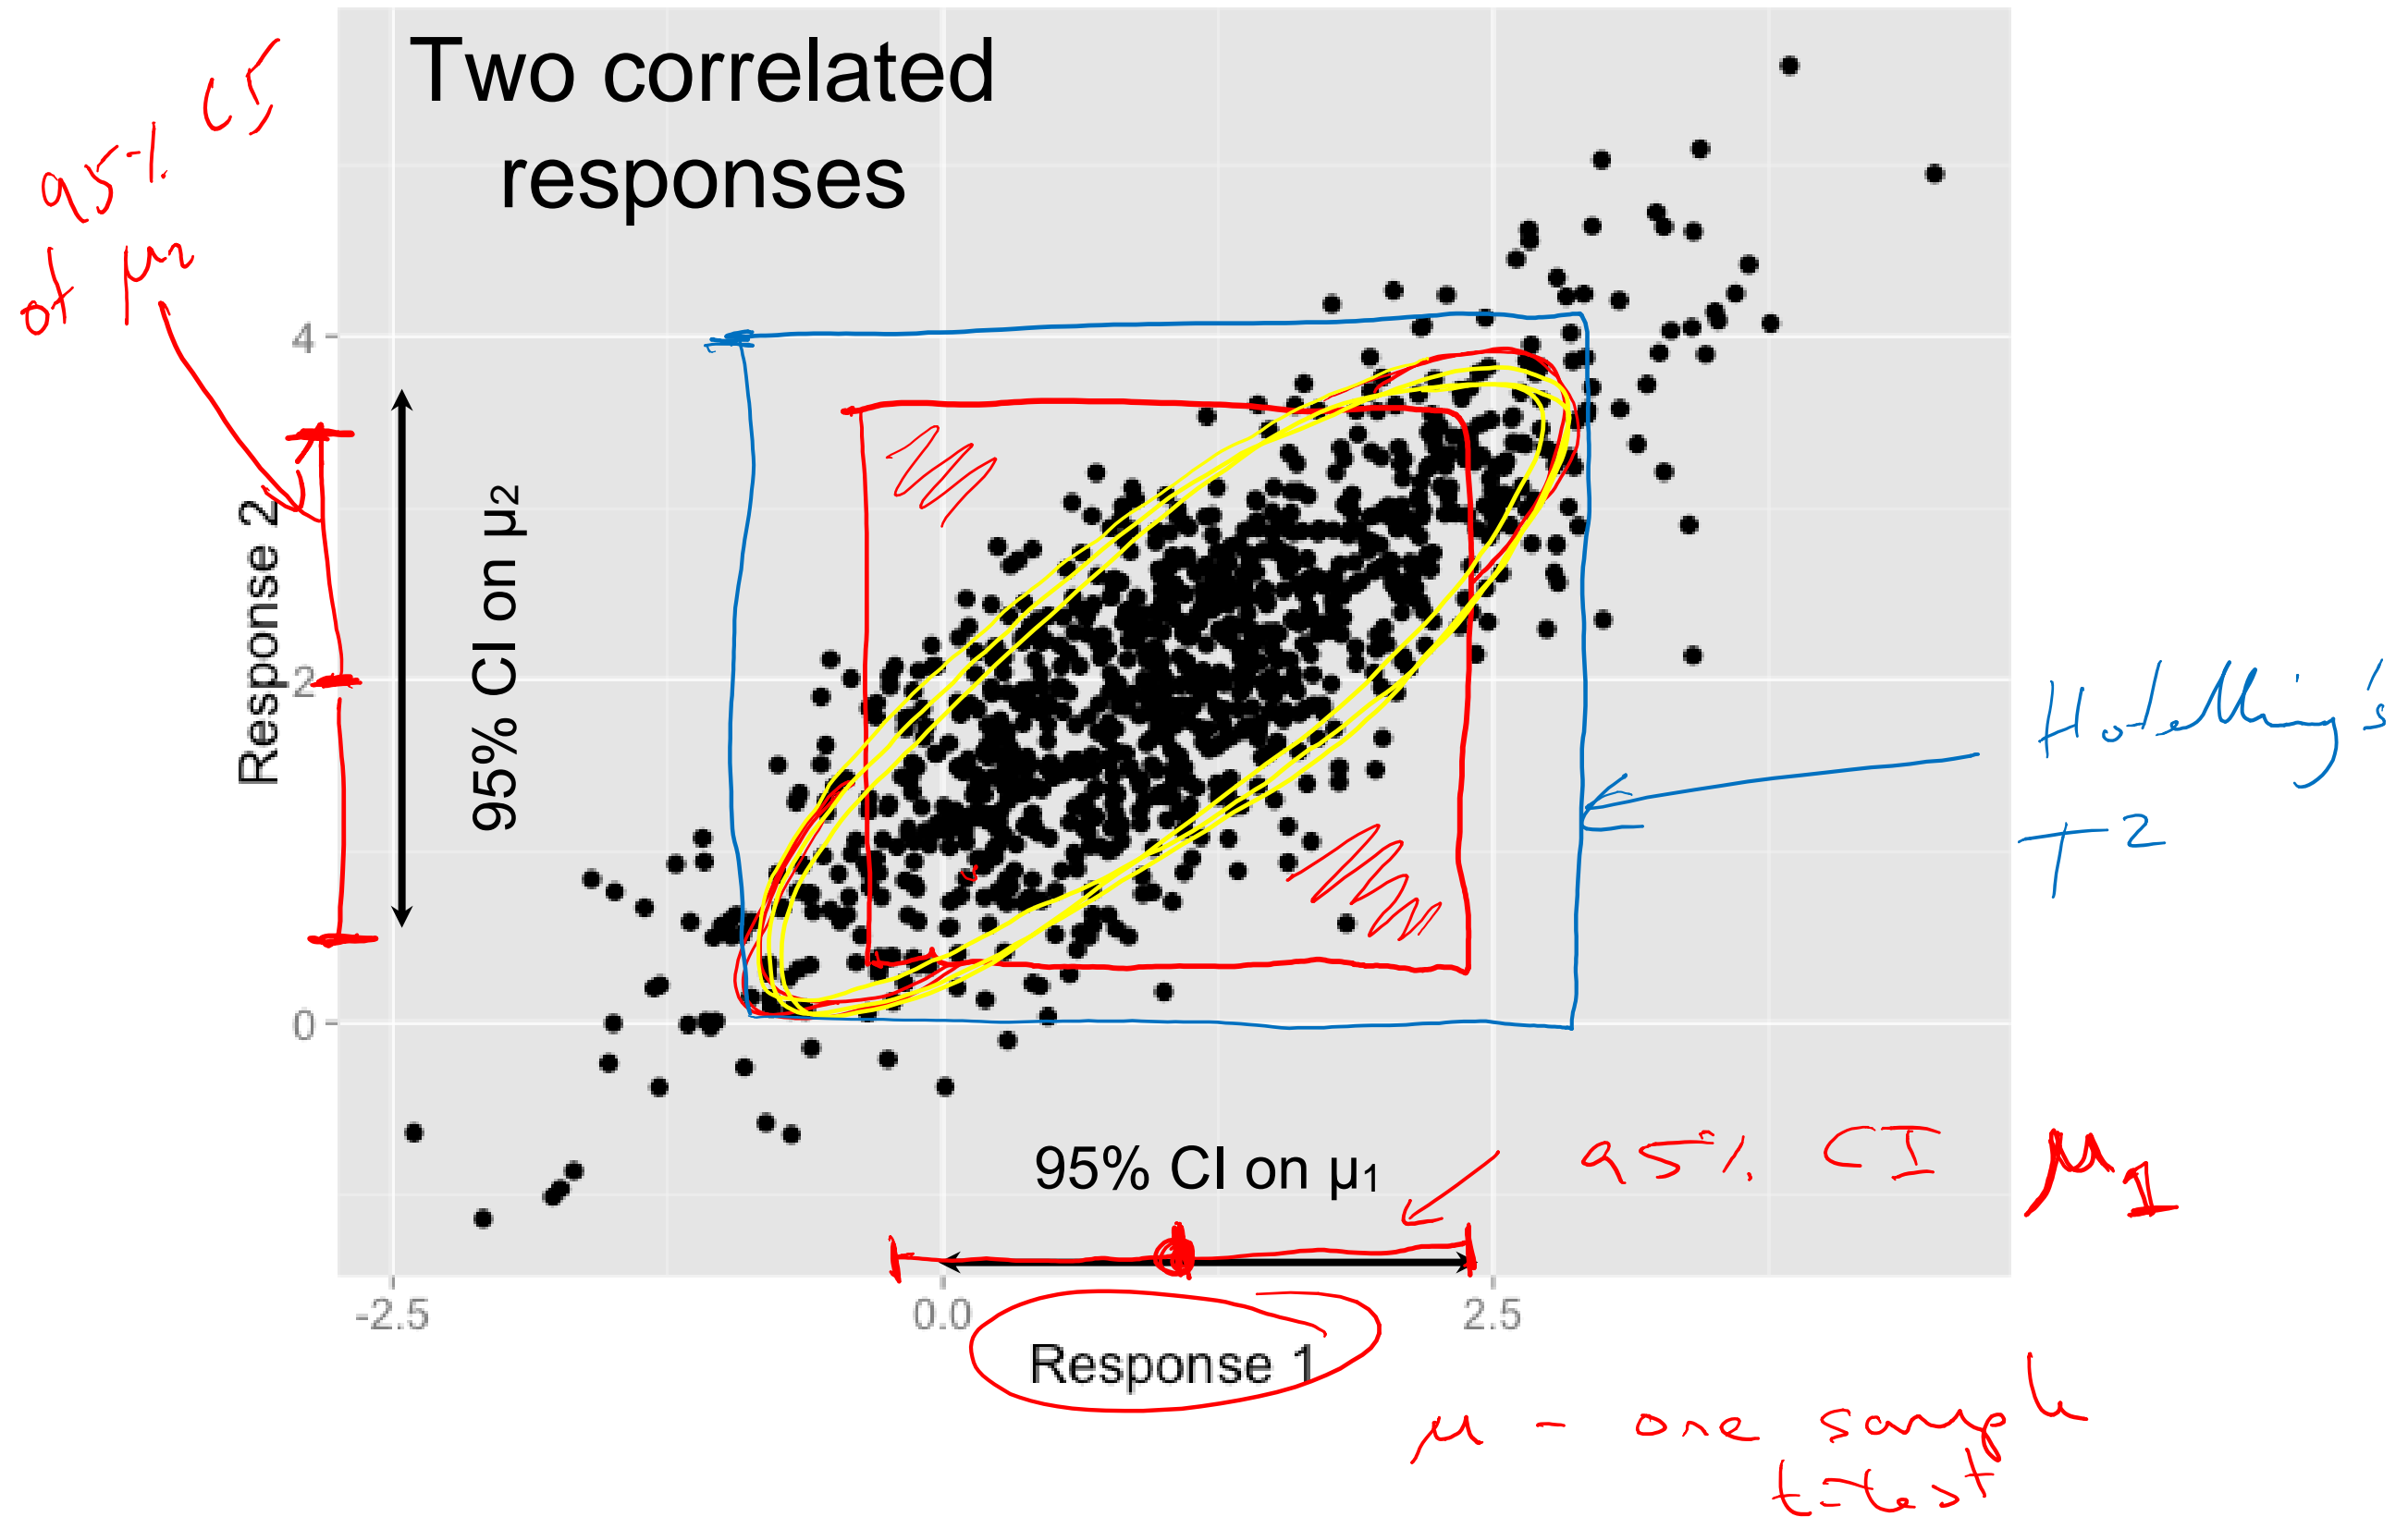 Two correlated
responses
95% CI
of μ2
4
2
0
Response 2
95% CI on μ2
Hotelling's
T2
95% CI on μ1
95% CI μ1
-2.5
0.0
2.5
Response 1
μ - one sample
t-test